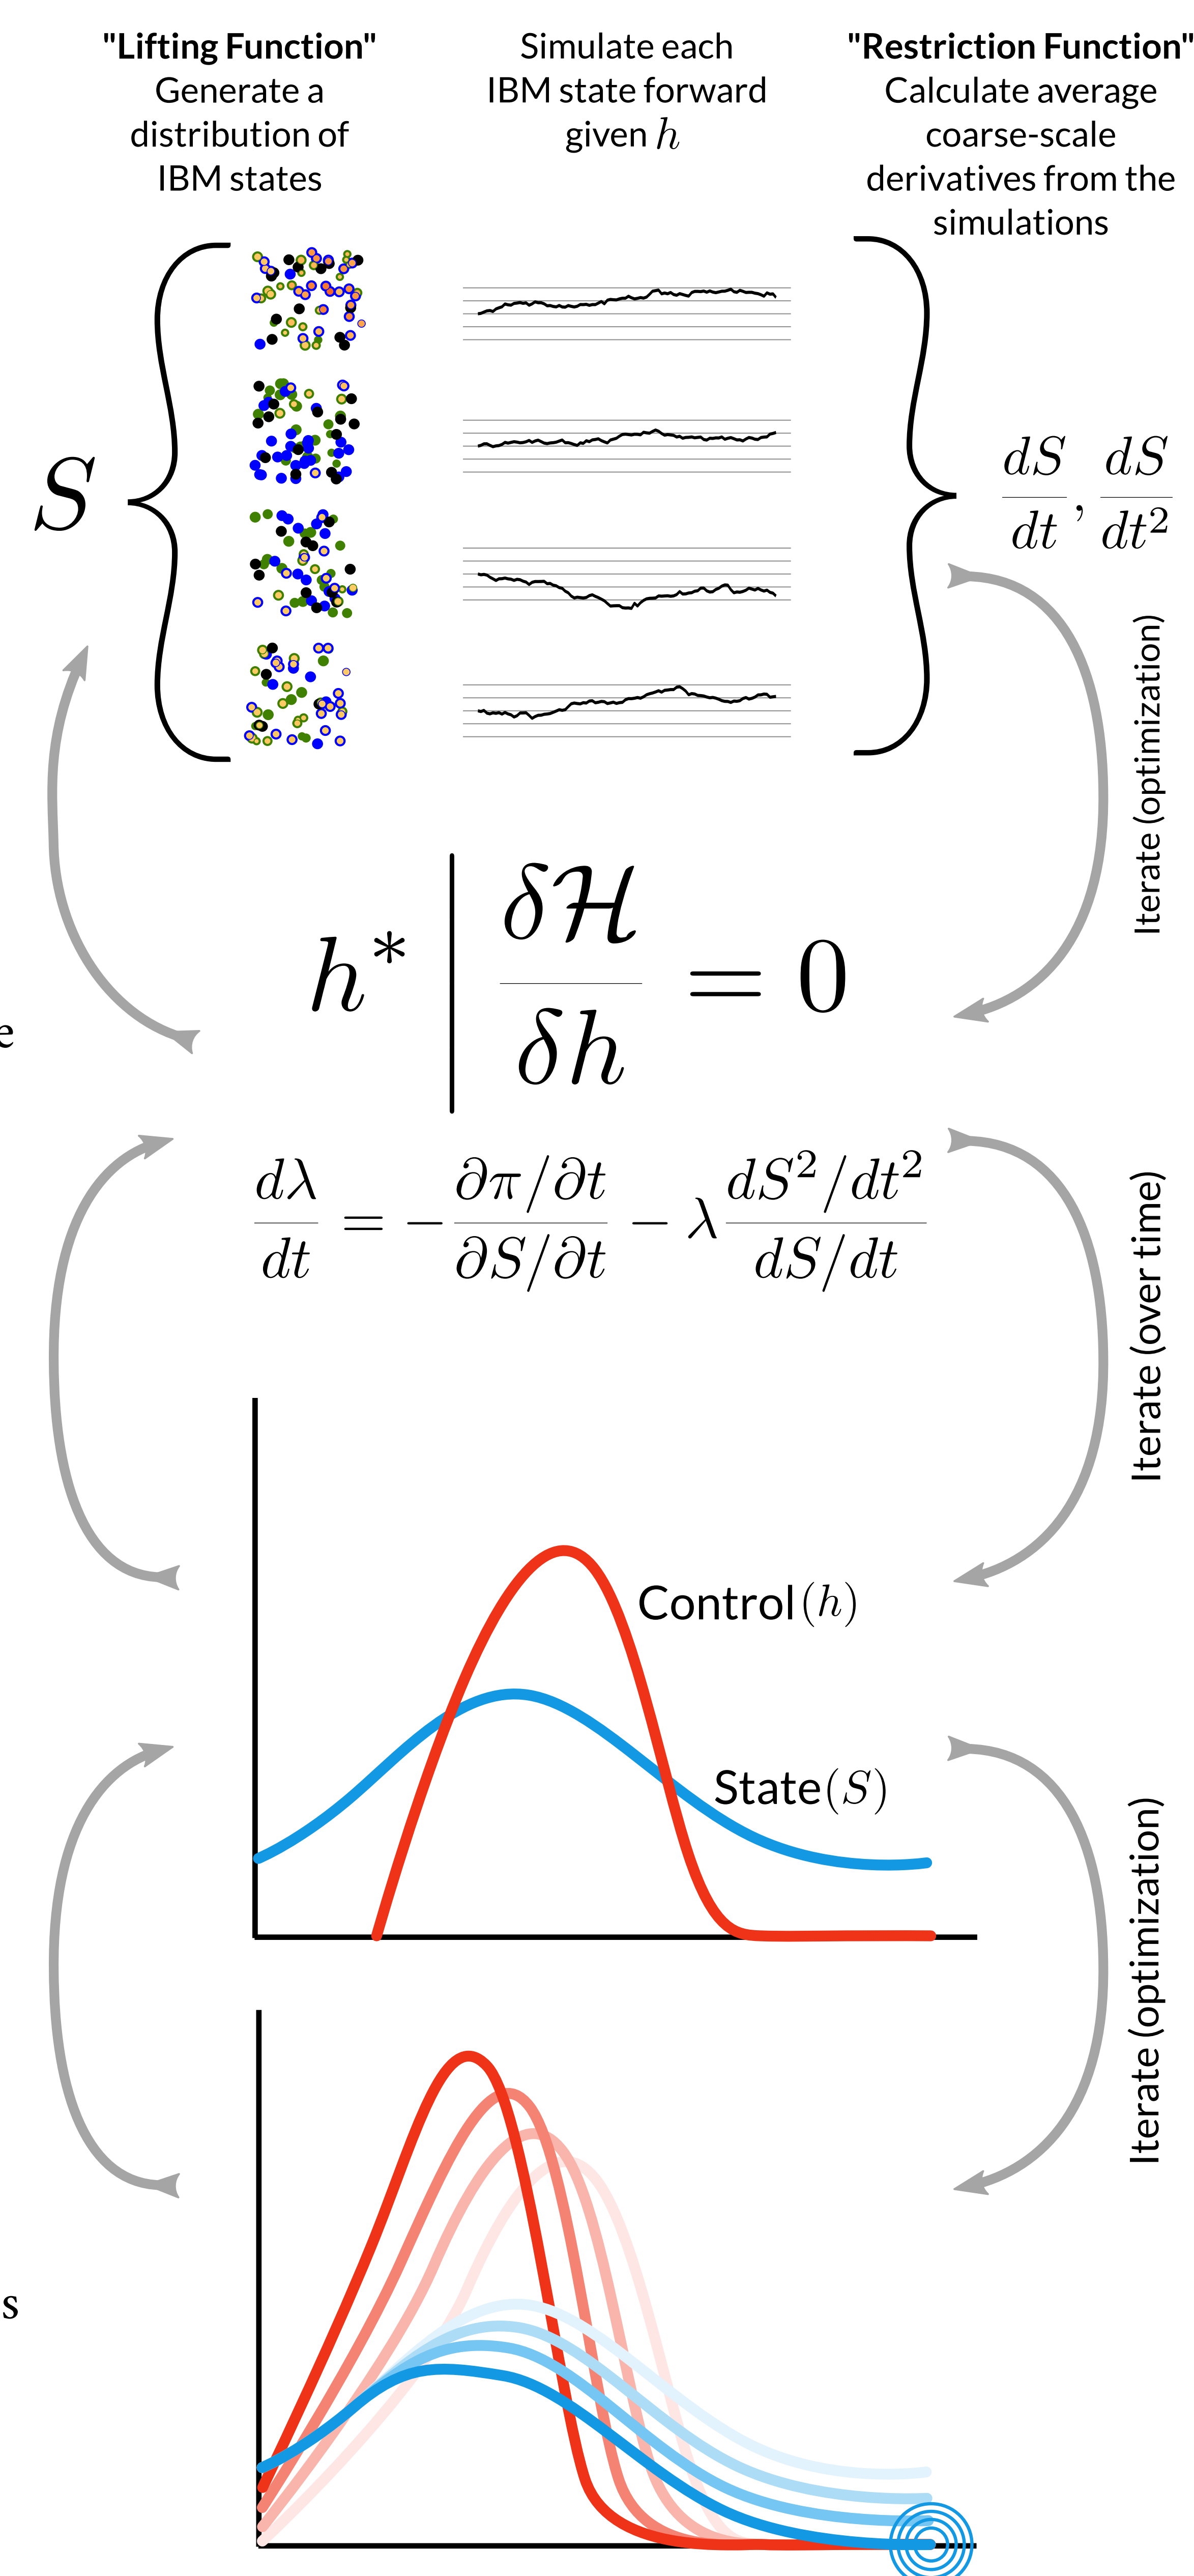 "Lifting Function"
Generate a
distribution of
IBM states
Simulate each
IBM state forward
given h
"Restriction Function"
Calculate average
coarse-scale
derivatives from the
simulations
S
dS/dt, dS/dt²
Iterate (optimization)
h* | δℋ/δh = 0
e
dλ/dt = − ∂π/∂t / ∂S/∂t − λ dS²/dt² / dS/dt
Iterate (over time)
Control (h)
State (S)
Iterate (optimization)
s